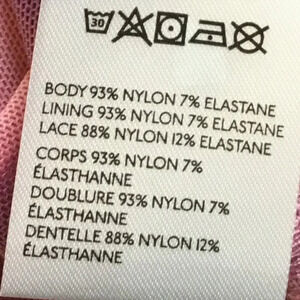 30
BODY 93% NYLON 7% ELASTANE
LINING 93% NYLON 7% ELASTANE
LACE 88% NYLON 12% ELASTANE
CORPS 93% NYLON 7%
ÉLASTHANNE
DOUBLURE 93% NYLON 7%
ÉLASTHANNE
DENTELLE 88% NYLON 12%
ÉLASTHANNE